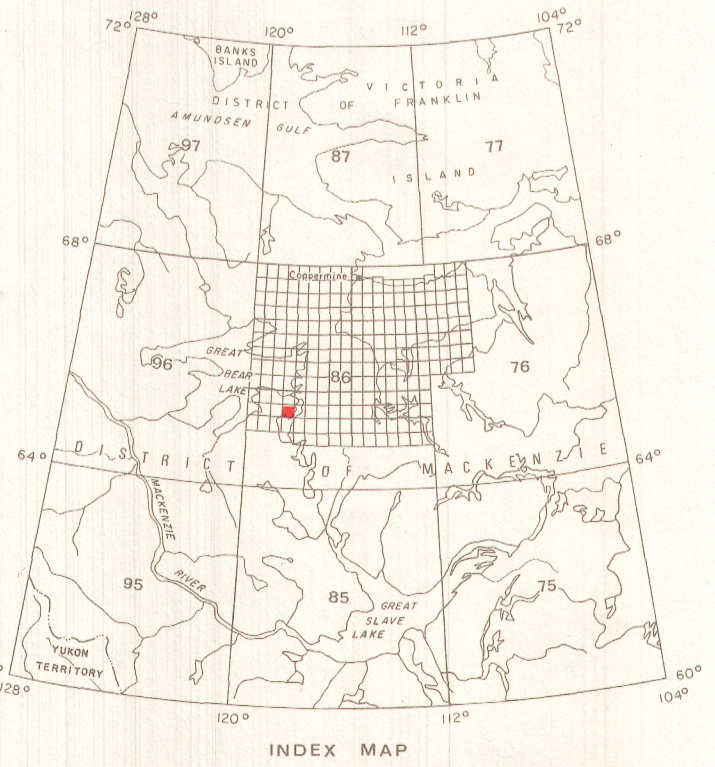 128°
72°
120°
112°
104°
72°
BANKS
ISLAND
VICTORIA
DISTRICT OF FRANKLIN
AMUNDSEN GULF
97
87
77
ISLAND
68°
68°
Coppermine
GREAT
96
BEAR
86
76
LAKE
DISTRICT OF MACKENZIE
64°
64°
MACKENZIE
RIVER
95
85
75
GREAT
SLAVE
LAKE
YUKON
TERRITORY
60°
128°
104°
120°
112°
INDEX MAP